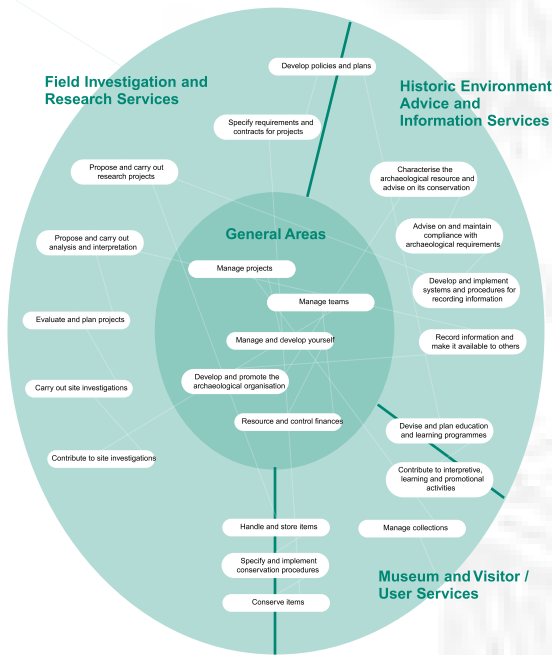 Develop policies and plans
Field Investigation and
Research Services
Historic Environment
Advice and
Information Services
Specify requirements and
contracts for projects
Propose and carry out
research projects
Characterise the
archaeological resource and
advise on its conservation
General Areas
Advise on and maintain
compliance with
archaeological requirements
Propose and carry out
analysis and interpretation
Manage projects
Develop and implement
systems and procedures for
recording information
Manage teams
Evaluate and plan projects
Manage and develop yourself
Record information and
make it available to others
Develop and promote the
archaeological organisation
Carry out site investigations
Resource and control finances
Devise and plan education
and learning programmes
Contribute to site investigations
Contribute to interpretive,
learning and promotional
activities
Handle and store items
Manage collections
Specify and implement
conservation procedures
Museum and Visitor /
User Services
Conserve items